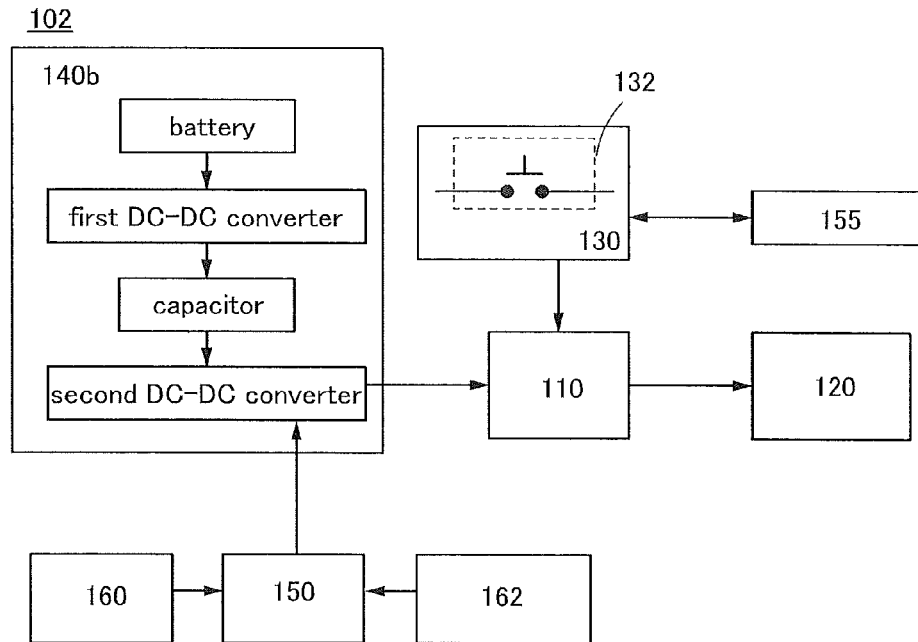 102
140b
battery
first DC-DC converter
capacitor
second DC-DC converter
132
130
155
110
120
160
150
162